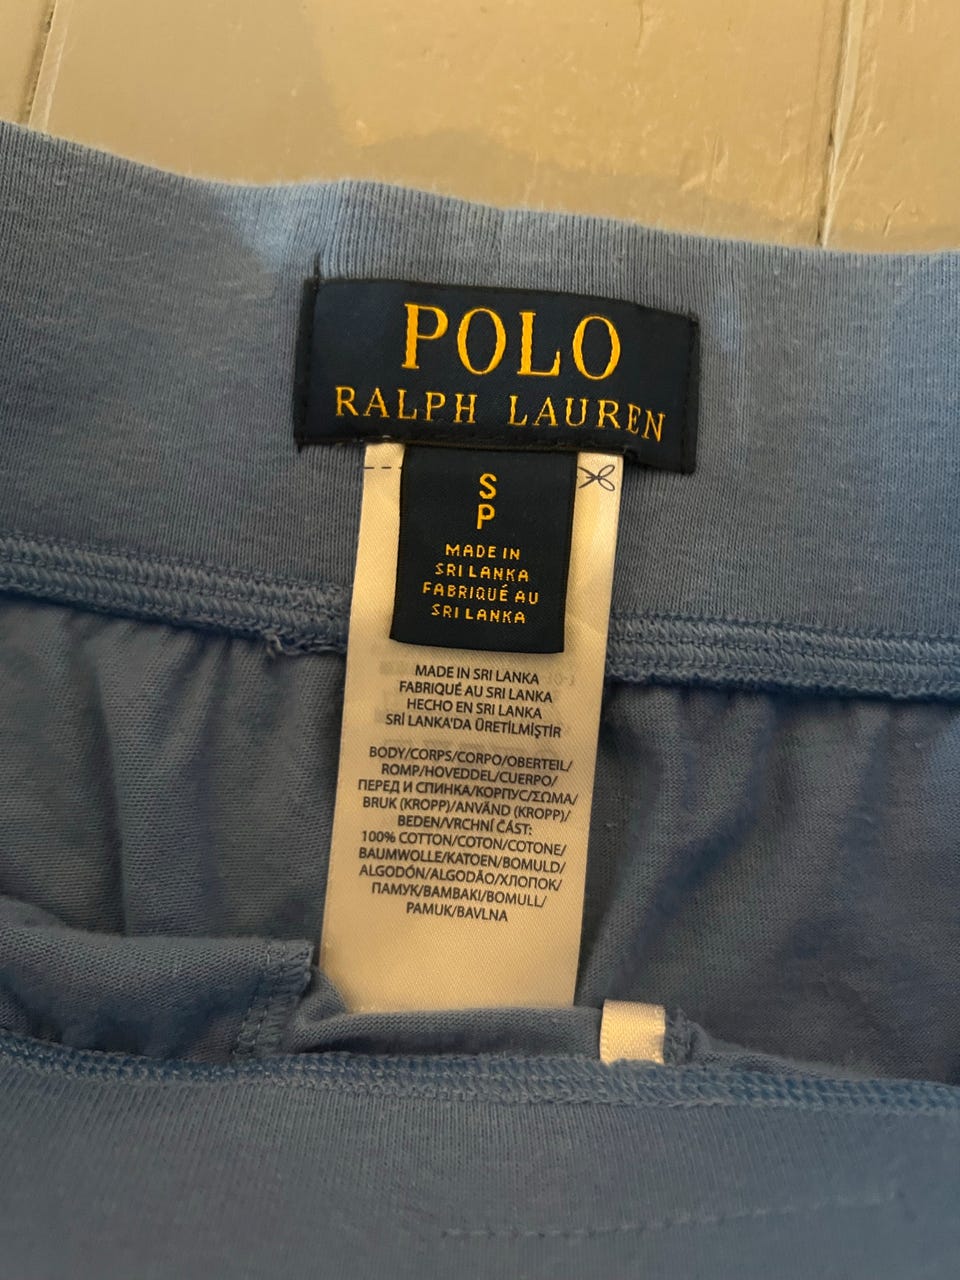 POLO
RALPH LAUREN
S
P
MADE IN
SRI LANKA
FABRIQUÉ AU
SRI LANKA
MADE IN SRI LANKA
FABRIQUÉ AU SRI LANKA
HECHO EN SRI LANKA
SRİ LANKA'DA ÜRETİLMİŞTİR
BODY/CORPS/CORPO/OBERTEIL/
ROMP/HOVEDDEL/CUERPO/
ПЕРЕД И СПИНКА/КОРПУС/ΣΩΜΑ/
BRUK (KROPP)/ANVÄND (KROPP)/
BEDEN/VRCHNÍ ČÁST:
100% COTTON/COTON/COTONE/
BAUMWOLLE/KATOEN/BOMULD/
ALGODÓN/ALGODÃO/ХЛОПОК/
ПАМУК/ΒΑΜΒΑΚΙ/BOMULL/
PAMUK/BAVLNA